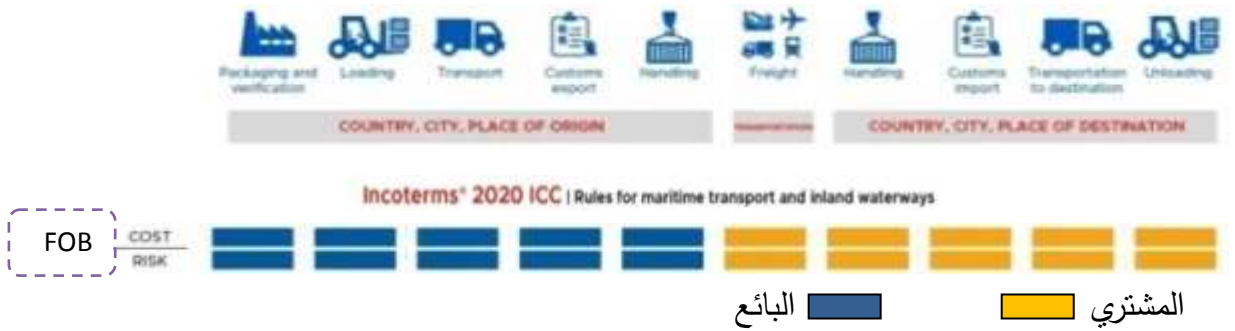 Packaging and verification
Loading
Transport
Customs export
Handling
Freight
Handling
Customs import
Transportation to destination
Unloading
COUNTRY, CITY, PLACE OF ORIGIN
COUNTRY, CITY, PLACE OF DESTINATION
Incoterms® 2020 ICC | Rules for maritime transport and inland waterways
FOB
COST
RISK
المشتري
البائع